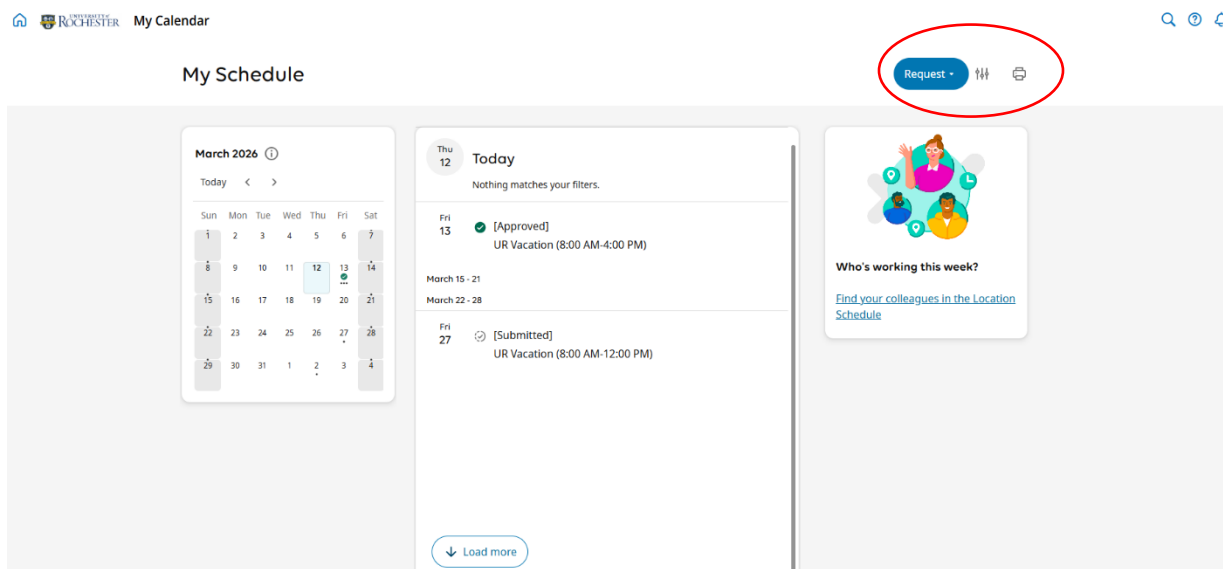 UNIVERSITY of
ROCHESTER My Calendar
My Schedule
Request
March 2026
Today
Sun Mon Tue Wed Thu Fri Sat
1 2 3 4 5 6 7
8 9 10 11 12 13 14
15 16 17 18 19 20 21
22 23 24 25 26 27 28
29 30 31 1 2 3 4
Thu
12
Today
Nothing matches your filters.
Fri
13
[Approved]
UR Vacation (8:00 AM-4:00 PM)
March 15 - 21
March 22 - 28
Fri
27
[Submitted]
UR Vacation (8:00 AM-12:00 PM)
Load more
Who's working this week?
Find your colleagues in the Location
Schedule